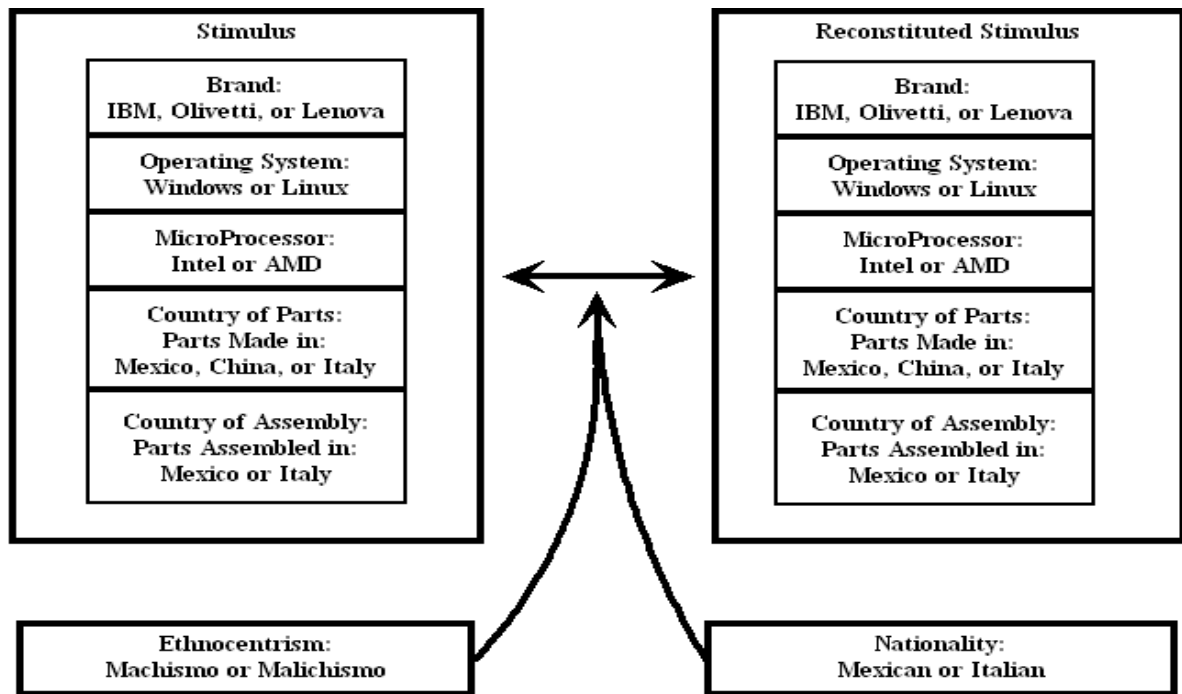 Stimulus
Brand:
IBM, Olivetti, or Lenova
Operating System:
Windows or Linux
MicroProcessor:
Intel or AMD
Country of Parts:
Parts Made in:
Mexico, China, or Italy
Country of Assembly:
Parts Assembled in:
Mexico or Italy
Reconstituted Stimulus
Brand:
IBM, Olivetti, or Lenova
Operating System:
Windows or Linux
MicroProcessor:
Intel or AMD
Country of Parts:
Parts Made in:
Mexico, China, or Italy
Country of Assembly:
Parts Assembled in:
Mexico or Italy
Ethnocentrism:
Machismo or Malichismo
Nationality:
Mexican or Italian